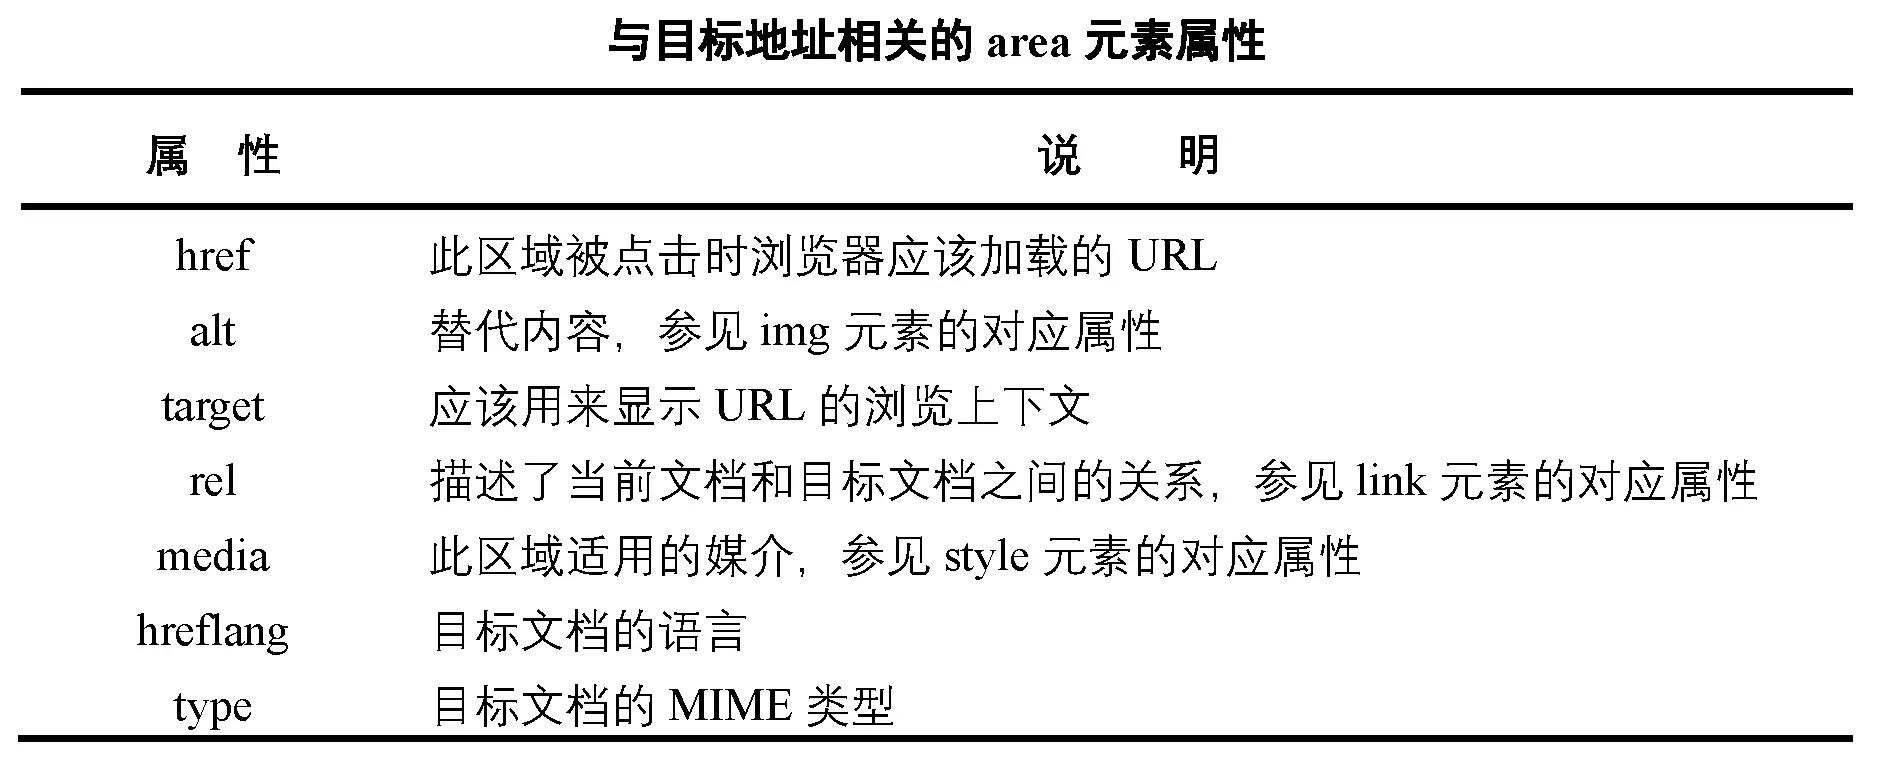 与目标地址相关的 area 元素属性
属 性 说 明
href 此区域被点击时浏览器应该加载的 URL
alt 替代内容，参见 img 元素的对应属性
target 应该用来显示 URL 的浏览上下文
rel 描述了当前文档和目标文档之间的关系，参见 link 元素的对应属性
media 此区域适用的媒介，参见 style 元素的对应属性
hreflang 目标文档的语言
type 目标文档的 MIME 类型